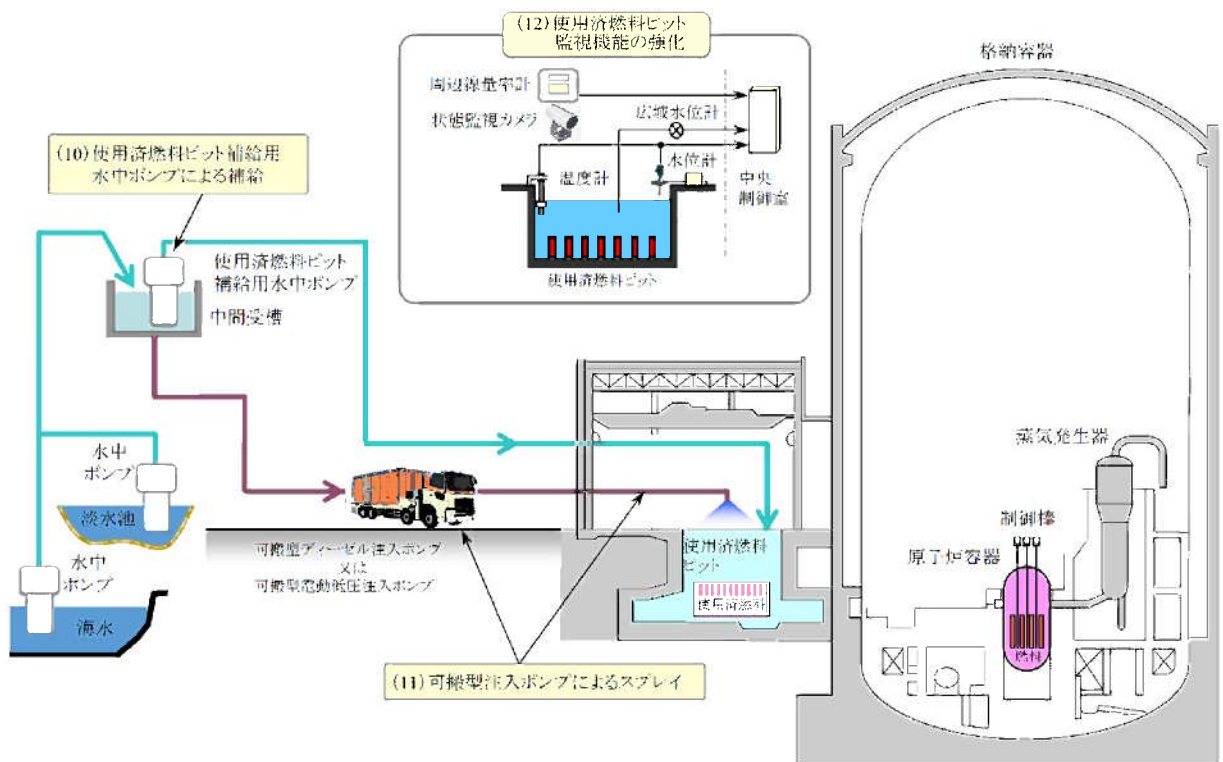 (12)使用済燃料ピット
監視機能の強化
周辺線量率計
状態監視カメラ
広域水位計
水位計
温度計
中央
制御室
使用済燃料ピット
格納容器
(10)使用済燃料ピット補給用
水中ポンプによる補給
使用済燃料ピット
補給用水中ポンプ
中間受槽
水中
ポンプ
淡水池
水中
ポンプ
海水
可搬型ディーゼル注入ポンプ
又は
可搬型電動低圧注入ポンプ
使用済燃料
ピット
使用済燃料
(11)可搬型注入ポンプによるスプレイ
蒸気発生器
制御棒
原子炉容器
燃料